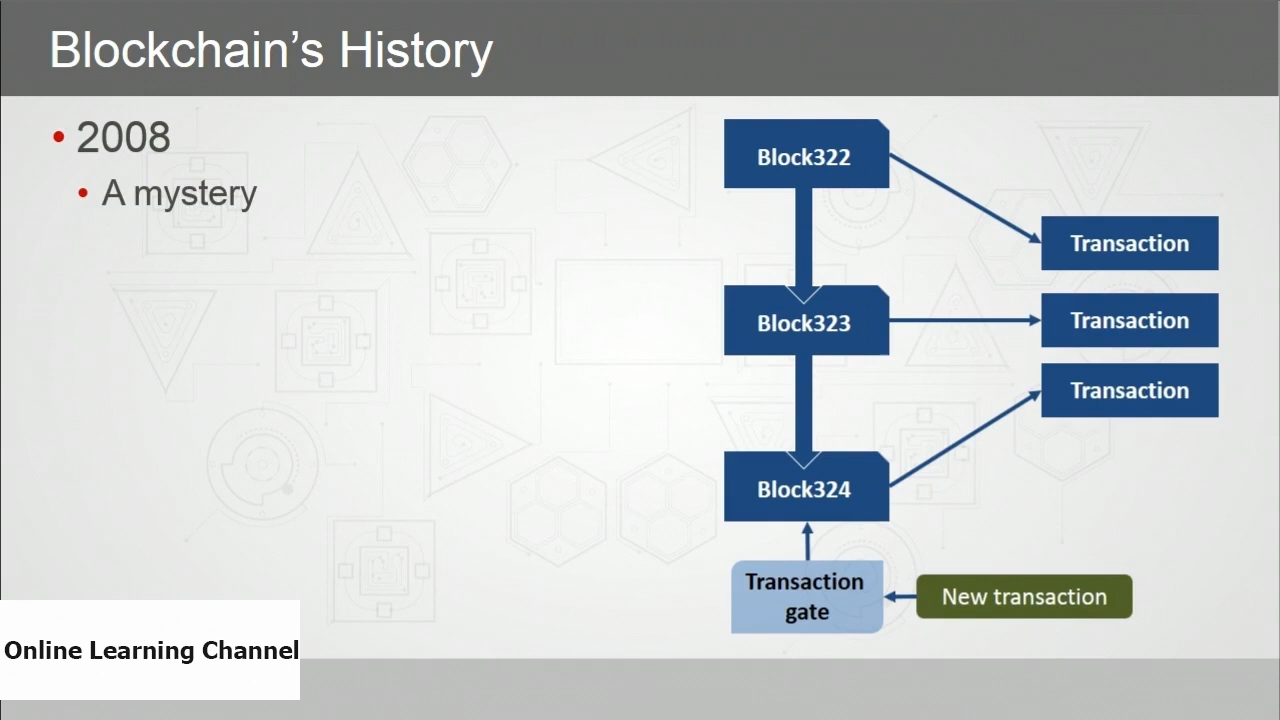 Blockchain's History
• 2008
• A mystery
Block322
Transaction
Block323
Transaction
Transaction
Block324
Transaction
gate
New transaction
Online Learning Channel